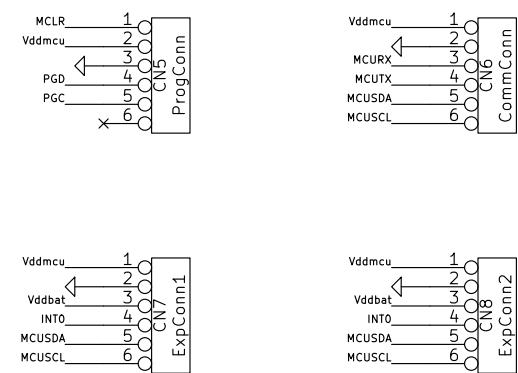 MCLR 1
Vddmcu 2
3
PGD 4
PGC 5
6
CN5
ProgConn
Vddmcu 1
2
MCURX 3
MCUTX 4
MCUSDA 5
MCUSCL 6
CN6
CommConn
Vddmcu 1
2
Vddbat 3
INT0 4
MCUSDA 5
MCUSCL 6
CN7
ExpConn1
Vddmcu 1
2
Vddbat 3
INT0 4
MCUSDA 5
MCUSCL 6
CN8
ExpConn2